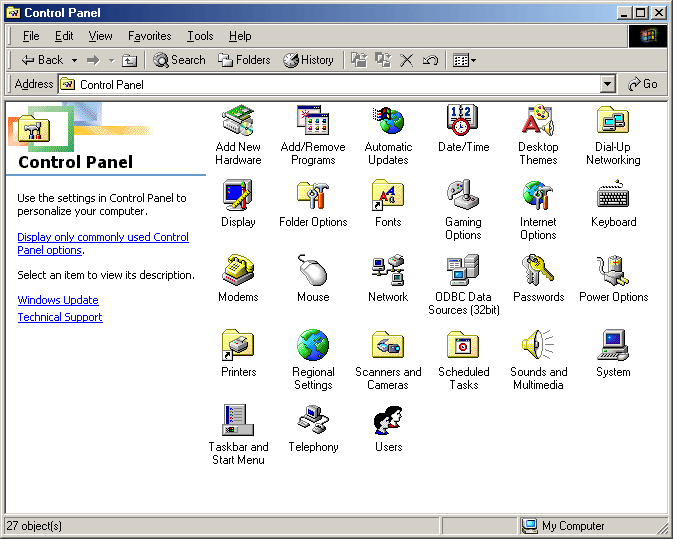 Control Panel
File Edit View Favorites Tools Help
Back Search Folders History
Address Control Panel Go
Control Panel
Use the settings in Control Panel to
personalize your computer.
Display only commonly used Control
Panel options.
Select an item to view its description.
Windows Update
Technical Support
Add New
Hardware
Add/Remove
Programs
Automatic
Updates
1 2
Date/Time
Desktop
Themes
Dial-Up
Networking
Display
Folder Options
Fonts
Gaming
Options
Internet
Options
Keyboard
Modems
Mouse
Network
ODBC Data
Sources (32bit)
Passwords
Power Options
Printers
Regional
Settings
Scanners and
Cameras
Scheduled
Tasks
Sounds and
Multimedia
System
Taskbar and
Start Menu
Telephony
Users
27 object(s) My Computer